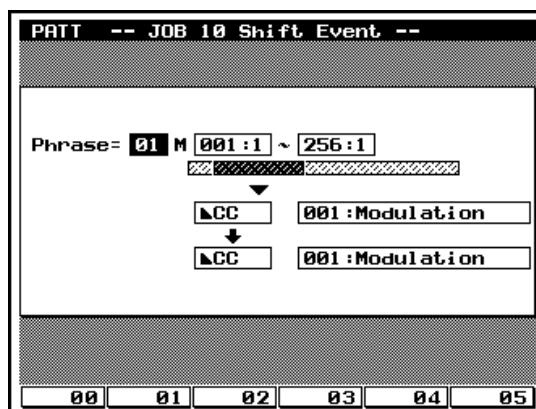 PATT -- JOB 10 Shift Event --
Phrase= 01 M 001:1 ~ 256:1
CC 001:Modulation
CC 001:Modulation
00 01 02 03 04 05